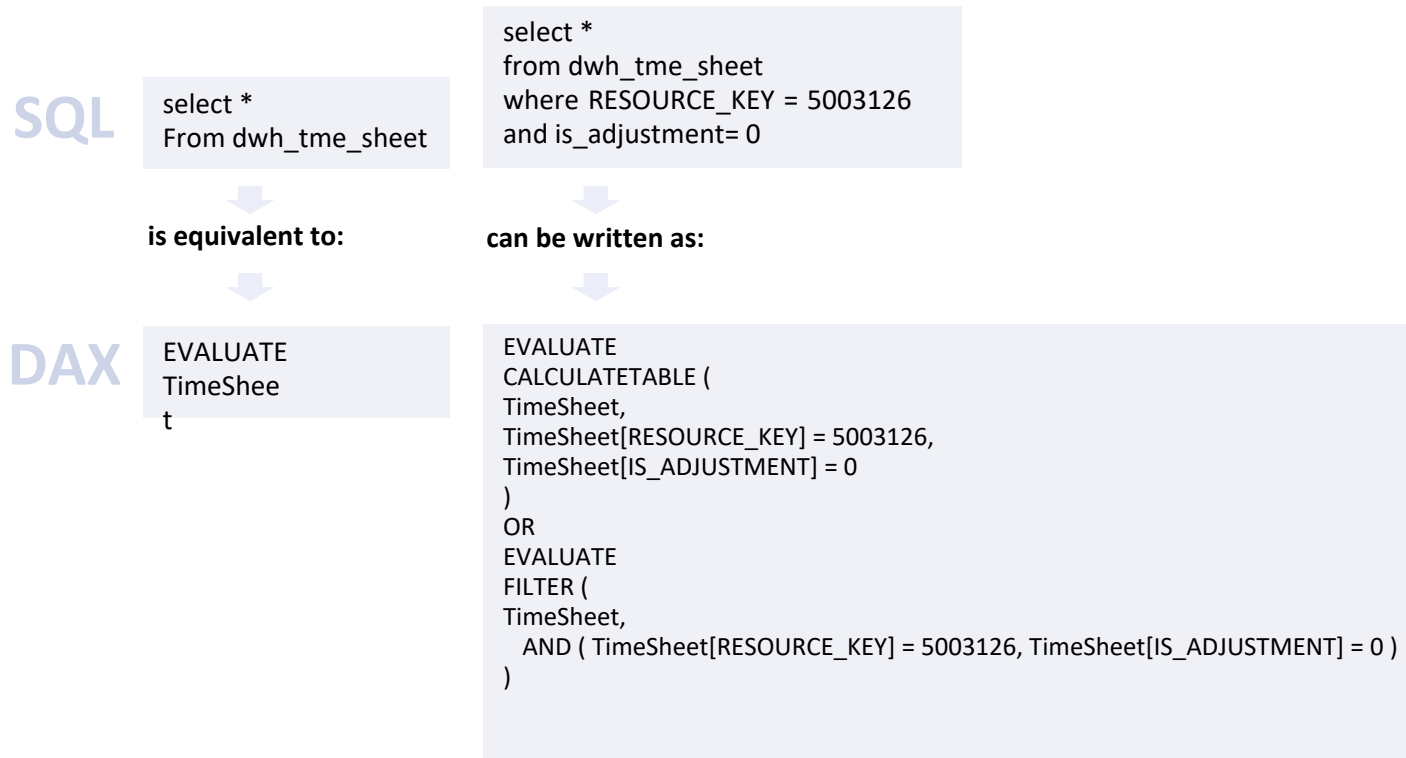 SQL
select *
From dwh_tme_sheet
select *
from dwh_tme_sheet
where RESOURCE_KEY = 5003126
and is_adjustment= 0
is equivalent to:
can be written as:
DAX
EVALUATE
TimeShee
t
EVALUATE
CALCULATETABLE (
TimeSheet,
TimeSheet[RESOURCE_KEY] = 5003126,
TimeSheet[IS_ADJUSTMENT] = 0
)
OR
EVALUATE
FILTER (
TimeSheet,
AND ( TimeSheet[RESOURCE_KEY] = 5003126, TimeSheet[IS_ADJUSTMENT] = 0 )
)